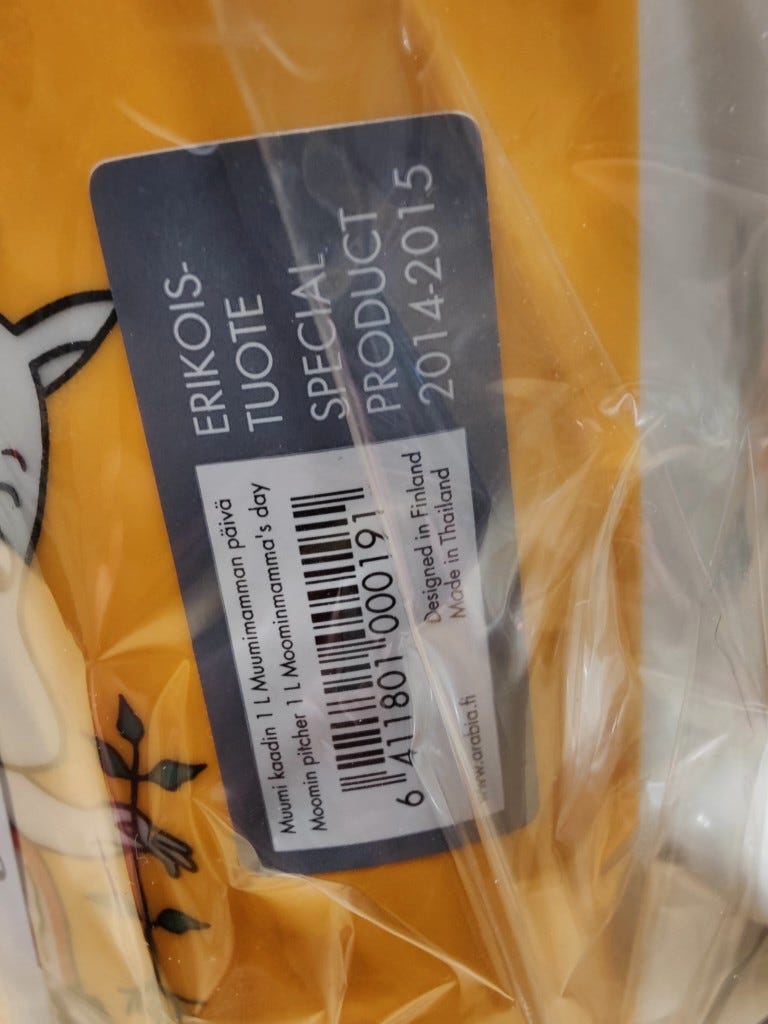 ERIKOIS-
TUOTE
SPECIAL
PRODUCT
2014-2015
Muumi kaadin 1 L Muumimamman päivä
Moomin pitcher 1 L Moominmamma's day
6 411801 000191
Designed in Finland
Made in Thailand
www.arabia.fi